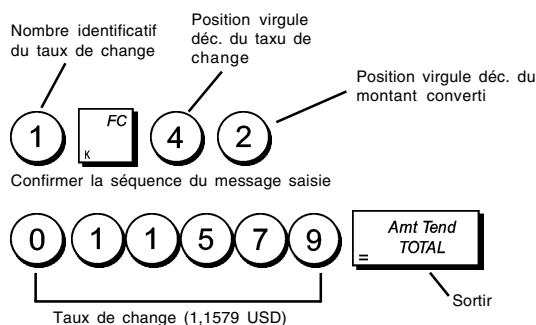 Nombre identificatif
du taux de change
Position virgule
déc. du taxu de
change
Position virgule déc. du
montant converti
1 FC K 4 2
Confirmer la séquence du message saisie
0 1 1 5 7 9 Amt Tend
= TOTAL
Sortir
Taux de change (1,1579 USD)